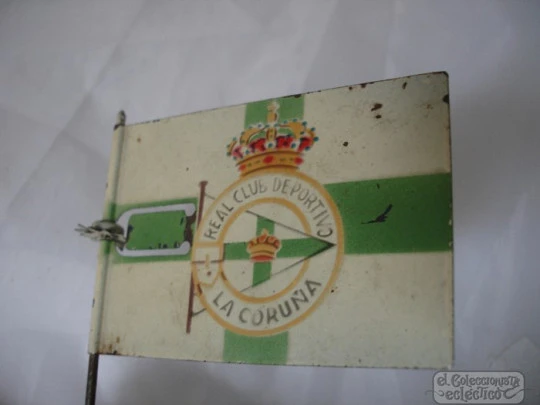 REAL CLUB DEPORTIVO
LA CORUÑA
el Coleccionista
ecléctico